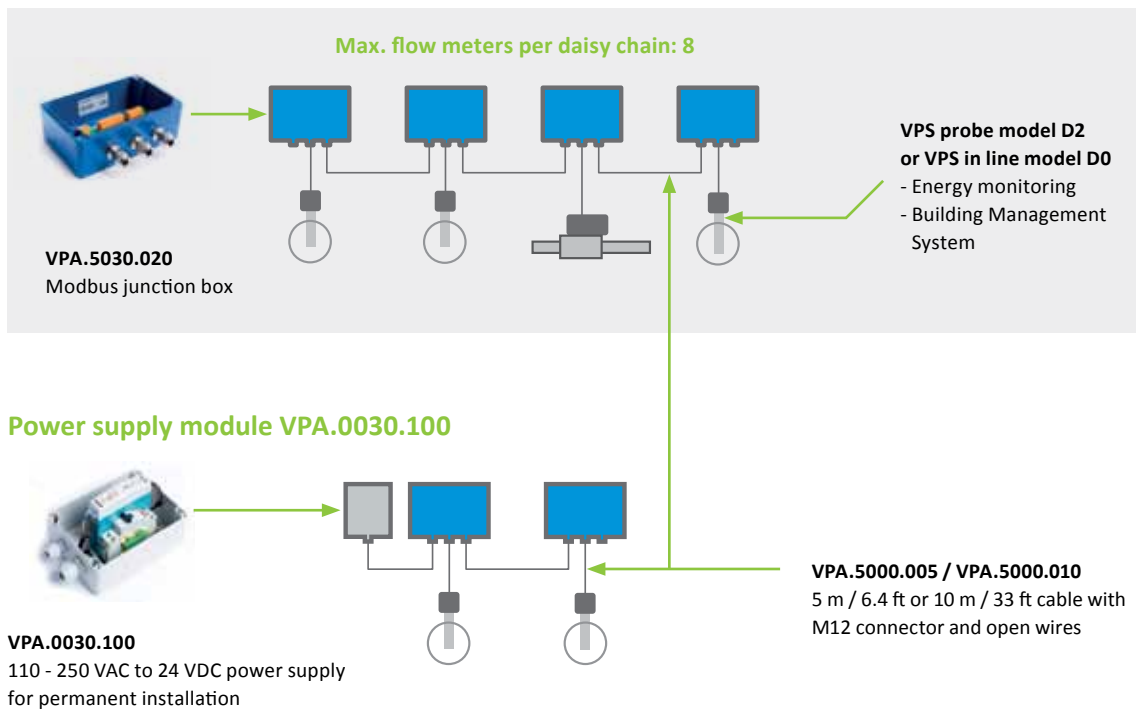 Max. flow meters per daisy chain: 8
VPS probe model D2
or VPS in line model D0
- Energy monitoring
- Building Management
System
VPA.5030.020
Modbus junction box
Power supply module VPA.0030.100
VPA.5000.005 / VPA.5000.010
5 m / 6.4 ft or 10 m / 33 ft cable with
M12 connector and open wires
VPA.0030.100
110 - 250 VAC to 24 VDC power supply
for permanent installation